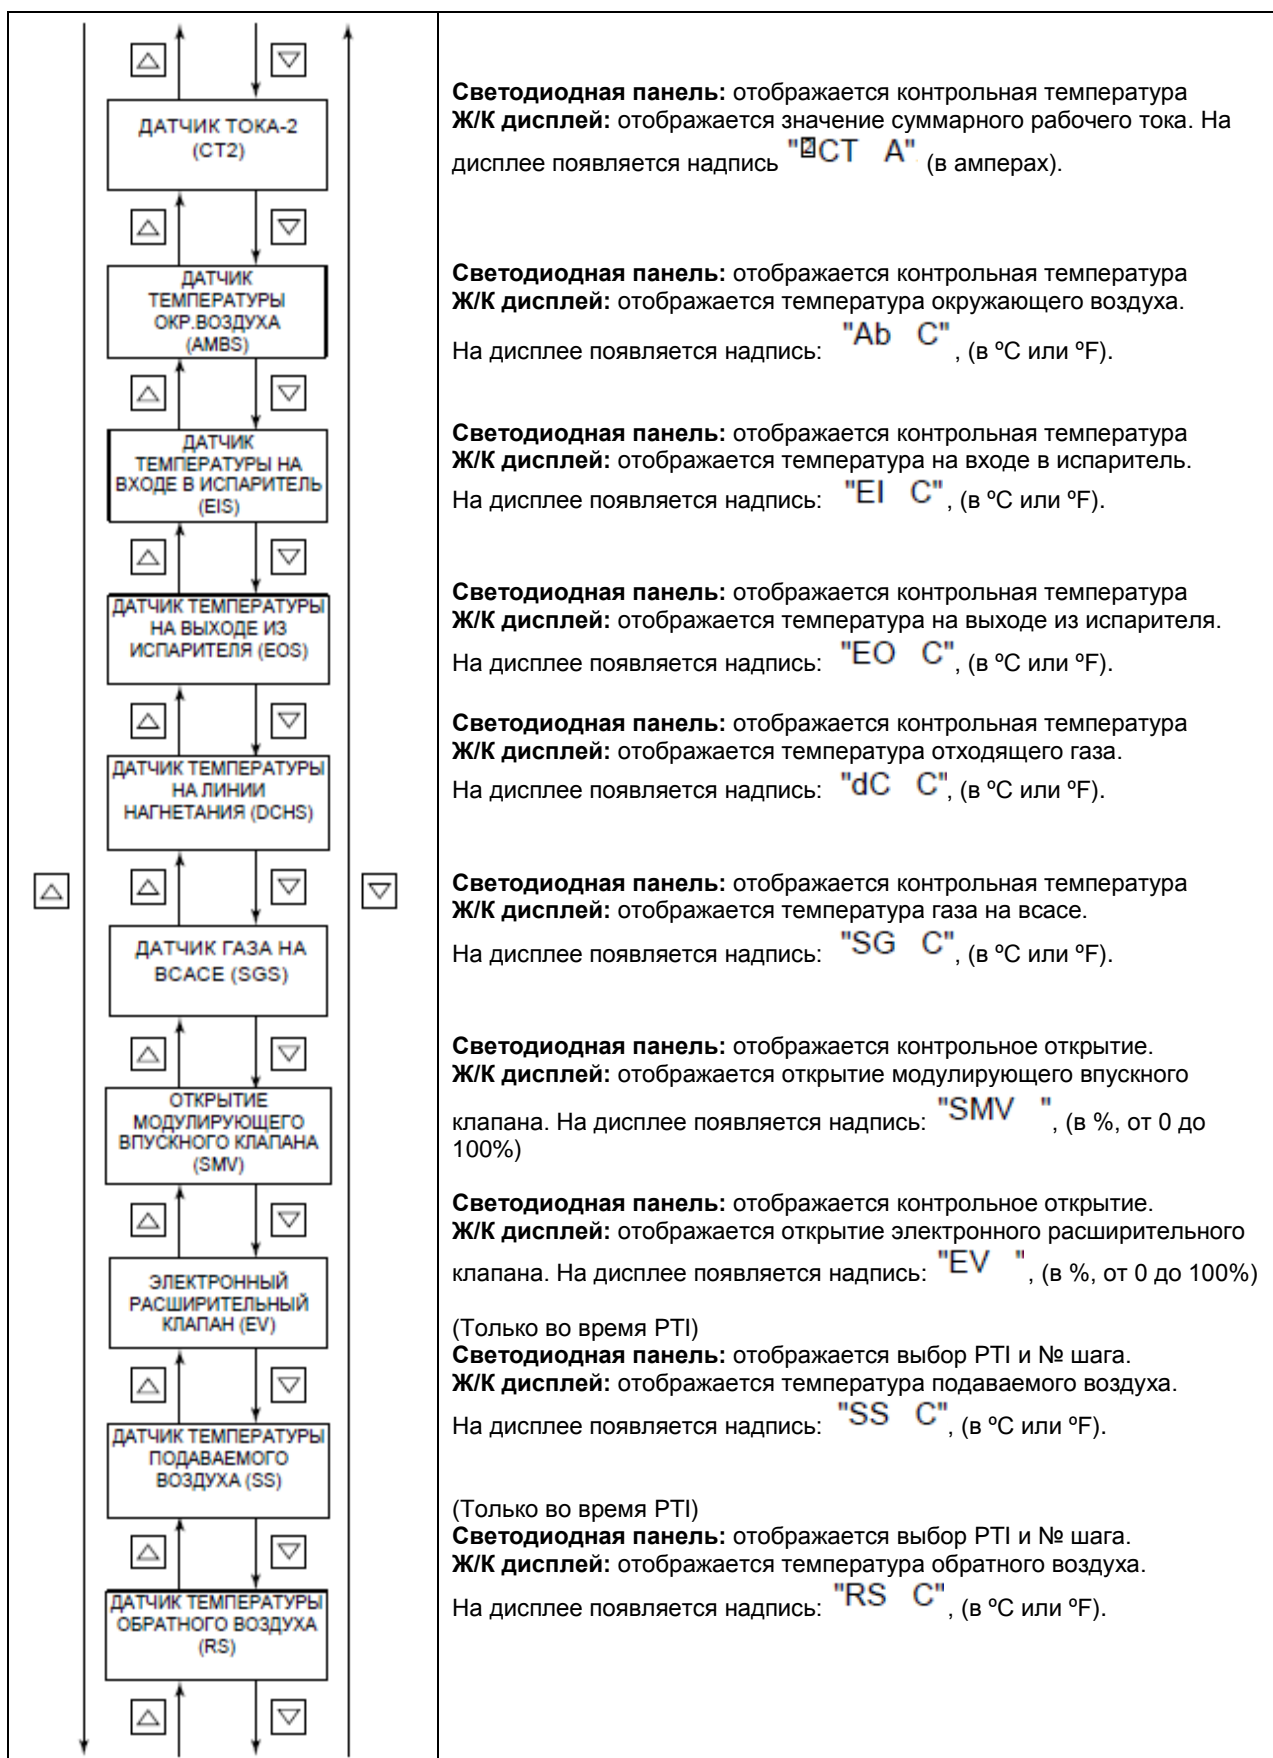 ДАТЧИК ТОКА-2
(CT2)
Светодиодная панель: отображается контрольная температура
Ж/К дисплей: отображается значение суммарного рабочего тока. На
дисплее появляется надпись "2CT A" (в амперах).
ДАТЧИК
ТЕМПЕРАТУРЫ
ОКР.ВОЗДУХА
(AMBS)
Светодиодная панель: отображается контрольная температура
Ж/К дисплей: отображается температура окружающего воздуха.
На дисплее появляется надпись: "Ab C", (в ºC или ºF).
ДАТЧИК
ТЕМПЕРАТУРЫ НА
ВХОДЕ В ИСПАРИТЕЛЬ
(EIS)
Светодиодная панель: отображается контрольная температура
Ж/К дисплей: отображается температура на входе в испаритель.
На дисплее появляется надпись: "EI C", (в ºC или ºF).
ДАТЧИК ТЕМПЕРАТУРЫ
НА ВЫХОДЕ ИЗ
ИСПАРИТЕЛЯ (EOS)
Светодиодная панель: отображается контрольная температура
Ж/К дисплей: отображается температура на выходе из испарителя.
На дисплее появляется надпись: "EO C", (в ºC или ºF).
ДАТЧИК ТЕМПЕРАТУРЫ
НА ЛИНИИ
НАГНЕТАНИЯ (DCHS)
Светодиодная панель: отображается контрольная температура
Ж/К дисплей: отображается температура отходящего газа.
На дисплее появляется надпись: "dC C", (в ºC или ºF).
ДАТЧИК ГАЗА НА
ВСАСЕ (SGS)
Светодиодная панель: отображается контрольная температура
Ж/К дисплей: отображается температура газа на всасе.
На дисплее появляется надпись: "SG C", (в ºC или ºF).
ОТКРЫТИЕ
МОДУЛИРУЮЩЕГО
ВПУСКНОГО КЛАПАНА
(SMV)
Светодиодная панель: отображается контрольное открытие.
Ж/К дисплей: отображается открытие модулирующего впускного
клапана. На дисплее появляется надпись: "SMV ", (в %, от 0 до
100%)
ЭЛЕКТРОННЫЙ
РАСШИРИТЕЛЬНЫЙ
КЛАПАН (EV)
Светодиодная панель: отображается контрольное открытие.
Ж/К дисплей: отображается открытие электронного расширительного
клапана. На дисплее появляется надпись: "EV ", (в %, от 0 до 100%)
ДАТЧИК ТЕМПЕРАТУРЫ
ПОДАВАЕМОГО
ВОЗДУХА (SS)
(Только во время PTI)
Светодиодная панель: отображается выбор PTI и № шага.
Ж/К дисплей: отображается температура подаваемого воздуха.
На дисплее появляется надпись: "SS C", (в ºC или ºF).
ДАТЧИК ТЕМПЕРАТУРЫ
ОБРАТНОГО ВОЗДУХА
(RS)
(Только во время PTI)
Светодиодная панель: отображается выбор PTI и № шага.
Ж/К дисплей: отображается температура обратного воздуха.
На дисплее появляется надпись: "RS C", (в ºC или ºF).